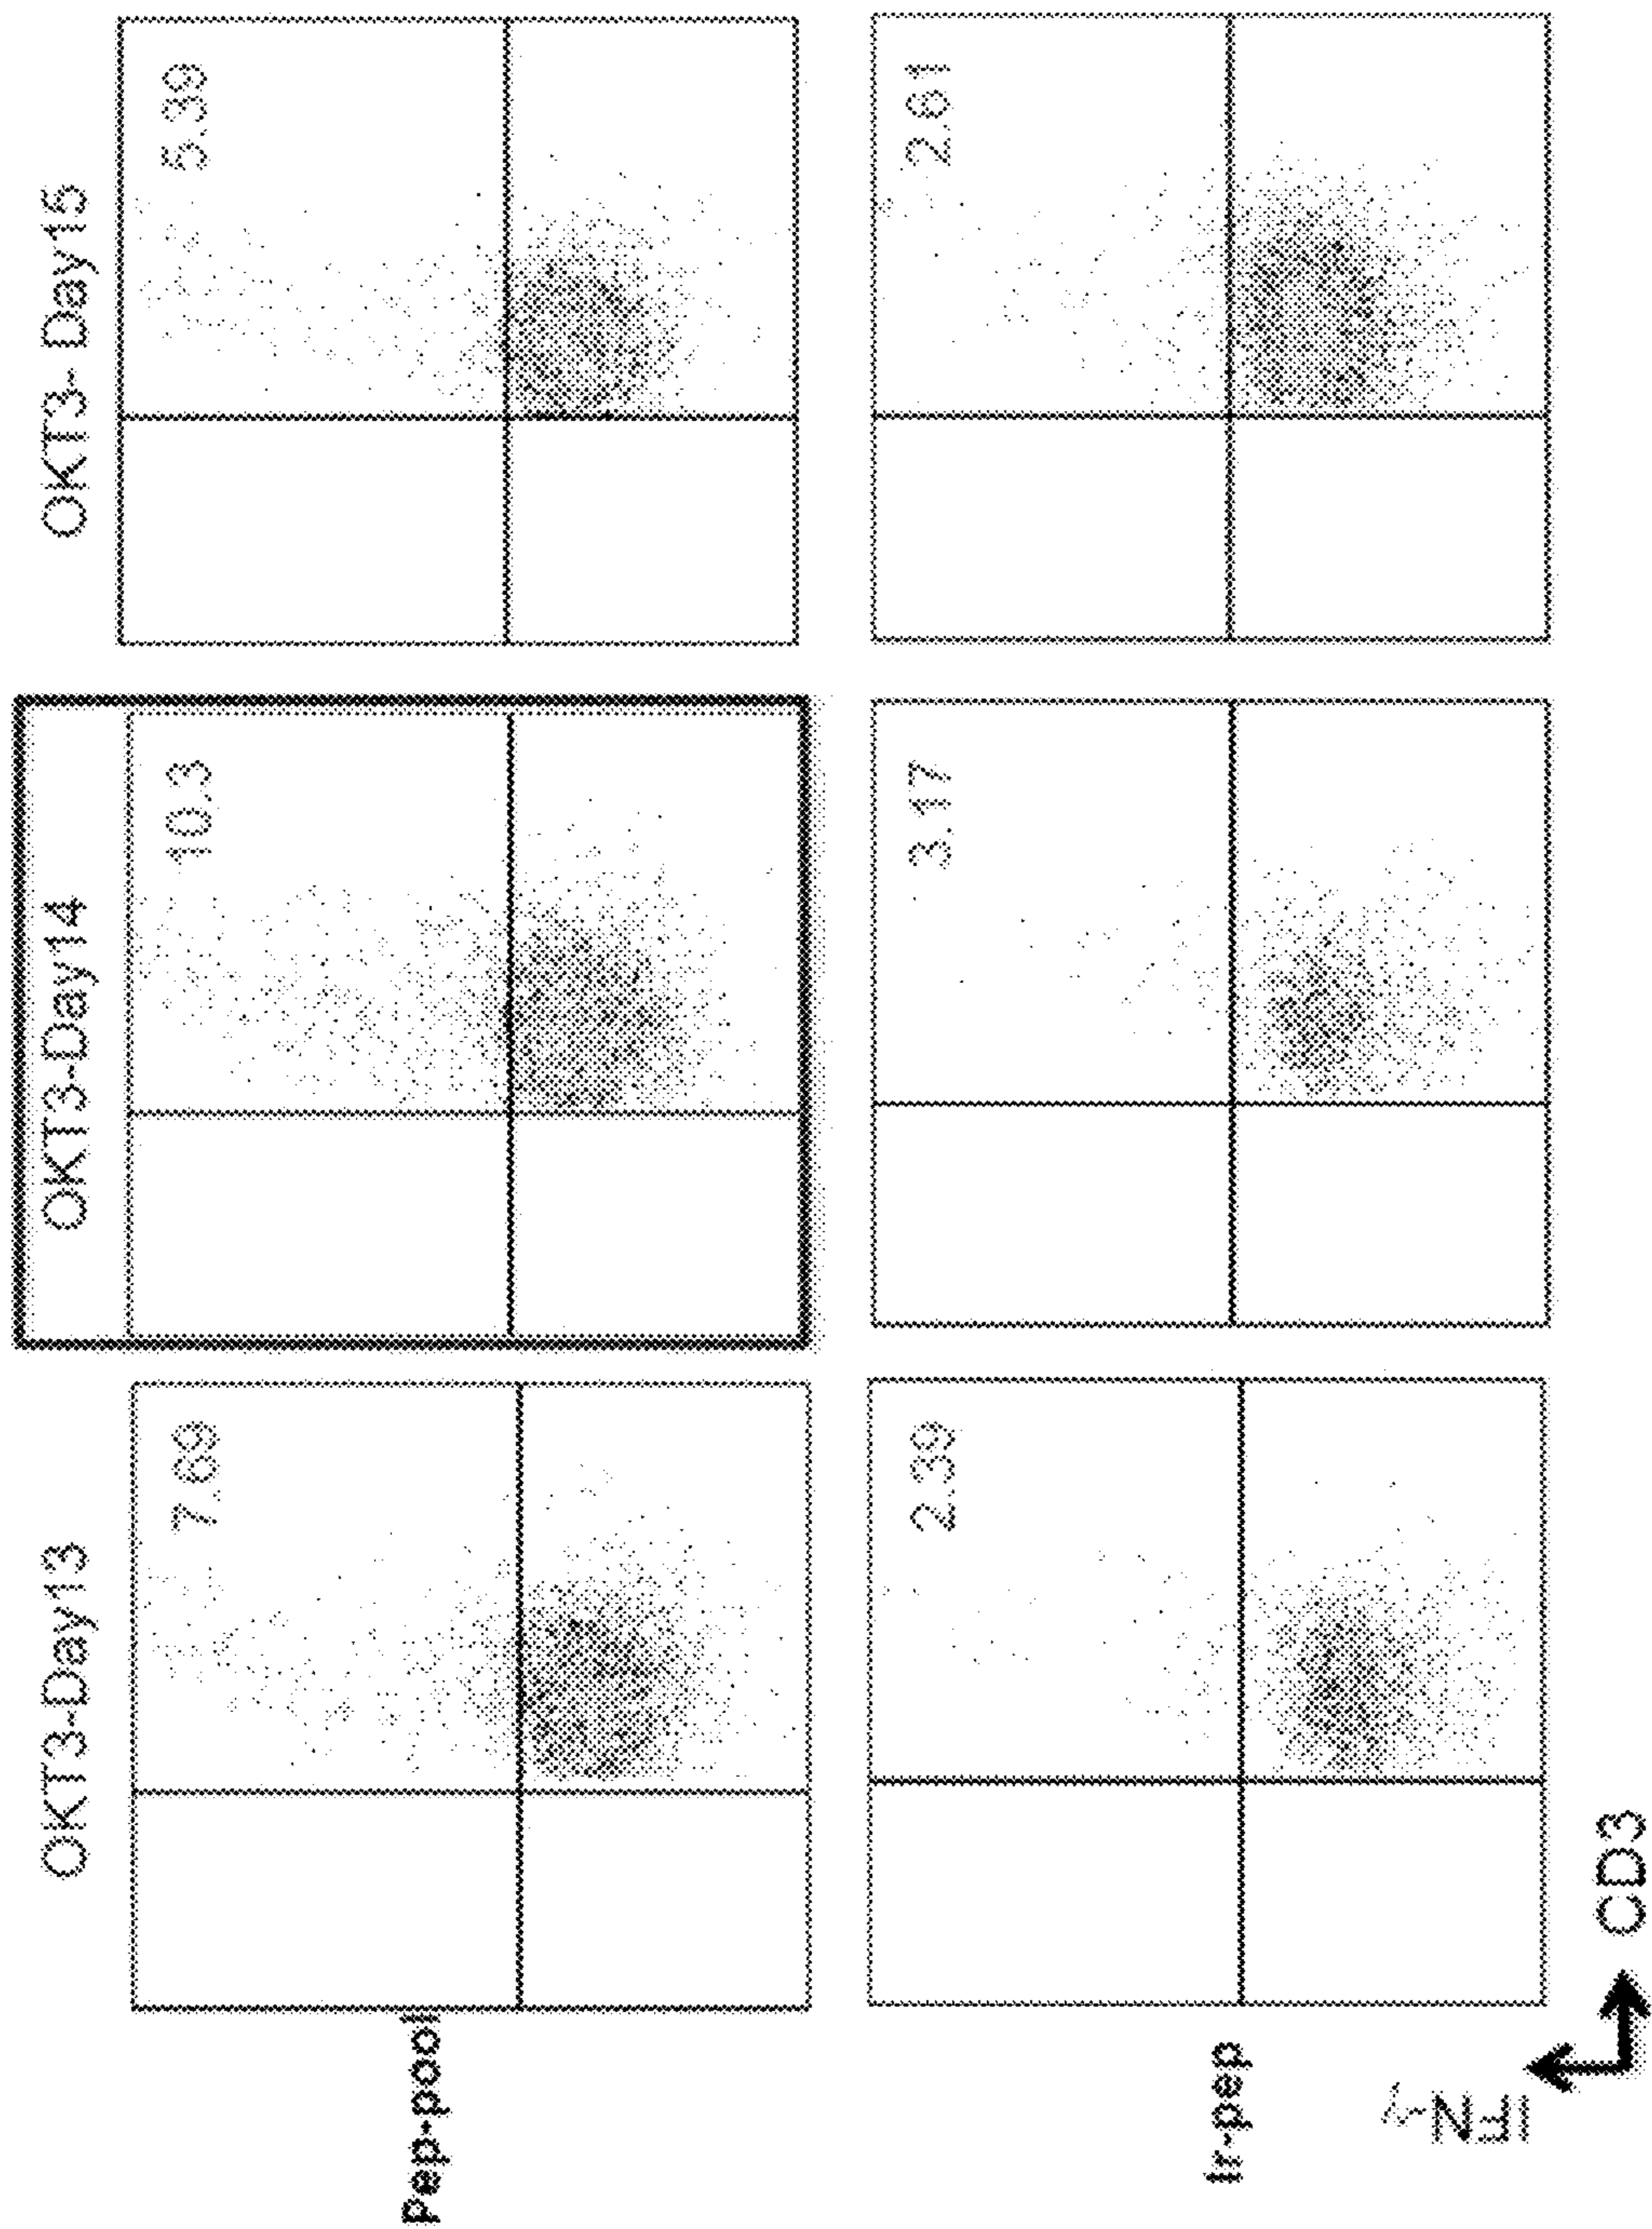 OKT3-Day13
OKT3-Day14
OKT3- Day15
Pep-pool
7.69
10.3
5.39
Ir-pep
2.39
3.17
2.61
IFN-γ
CD3